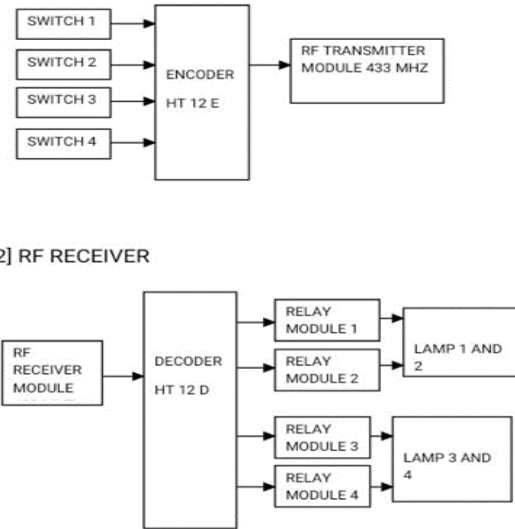 SWITCH 1
SWITCH 2
SWITCH 3
SWITCH 4
ENCODER
HT 12 E
RF TRANSMITTER
MODULE 433 MHZ
2] RF RECEIVER
RF
RECEIVER
MODULE
DECODER
HT 12 D
RELAY
MODULE 1
RELAY
MODULE 2
RELAY
MODULE 3
RELAY
MODULE 4
LAMP 1 AND
2
LAMP 3 AND
4